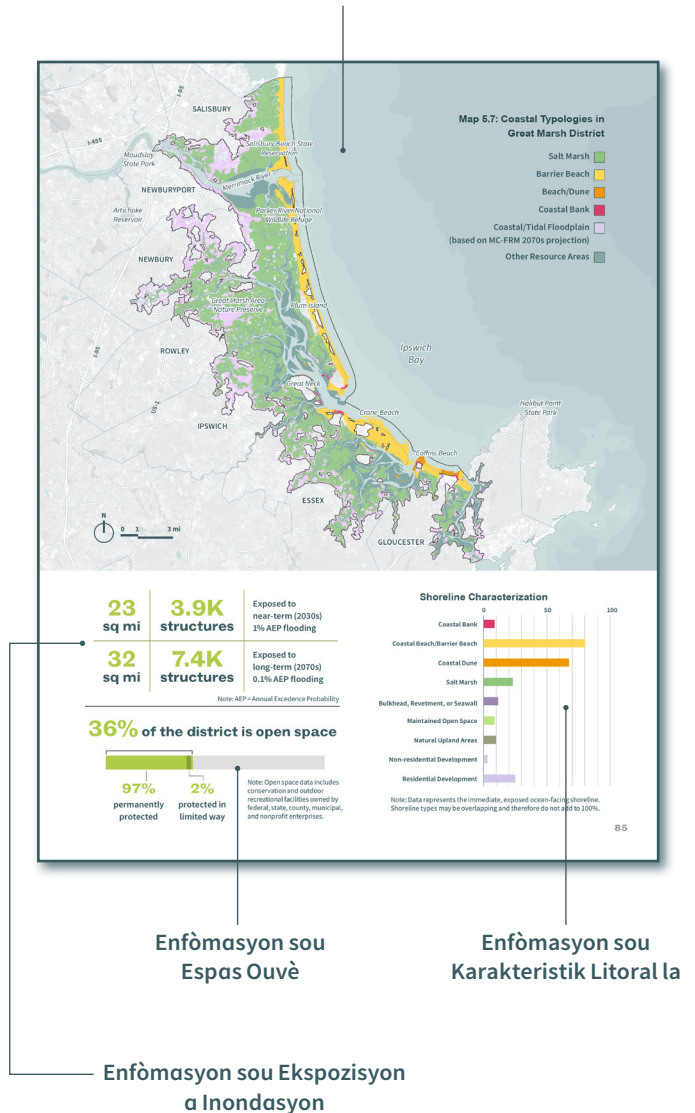 Map 5.7: Coastal Typologies in
Great Marsh District
Salt Marsh
Barrier Beach
Beach/Dune
Coastal Bank
Coastal/Tidal Floodplain
(based on MC-FRM 2070s projection)
Other Resource Areas
I-95
SALISBURY
I-495
Salisbury Beach State
Reservation
Maudslay
State Park
Merrimack River
NEWBURYPORT
Parker River National
Wildlife Refuge
Artichoke
Reservoir
NEWBURY
Great Marsh Area
Nature Preserve
Plum Island
I-95
ROWLEY
Ipswich
Bay
US-1
Great Neck
Crane Beach
Halibut Point
State Park
IPSWICH
Coffins Beach
ESSEX
GLOUCESTER
N
0 1 3 mi
23
sq mi
3.9K
structures
Exposed to
near-term (2030s)
1% AEP flooding
32
sq mi
7.4K
structures
Exposed to
long-term (2070s)
0.1% AEP flooding
Note: AEP = Annual Excedence Probability
36% of the district is open space
97%
permanently
protected
2%
protected in
limited way
Note: Open space data includes
conservation and outdoor
recreational facilities owned by
federal, state, county, municipal,
and nonprofit enterprises.
Shoreline Characterization
0 50 100
Coastal Bank
Coastal Beach/Barrier Beach
Coastal Dune
Salt Marsh
Bulkhead, Revetment, or Seawall
Maintained Open Space
Natural Upland Areas
Non-residential Development
Residential Development
Note: Data represents the immediate, exposed ocean-facing shoreline.
Shoreline types may be overlapping and therefore do not add to 100%.
85
Enfòmasyon sou
Espas Ouvè
Enfòmasyon sou
Karakteristik Litoral la
Enfòmasyon sou Ekspozisyon
a Inondasyon